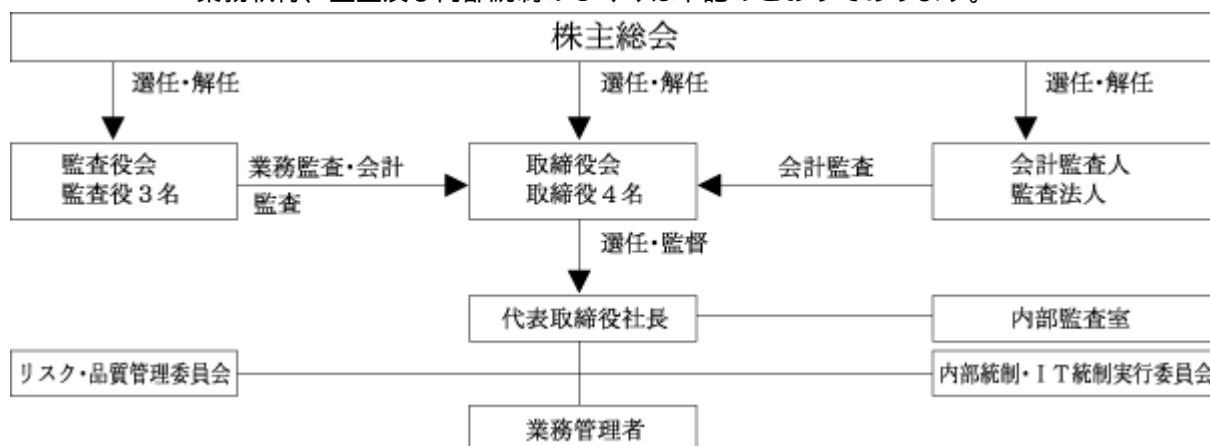 株主総会
選任・解任
選任・解任
選任・解任
監査役会
監査役3名
業務監査・会計
監査
取締役会
取締役4名
会計監査
会計監査人
監査法人
選任・監督
代表取締役社長
内部監査室
リスク・品質管理委員会
内部統制・IT統制実行委員会
業務管理者